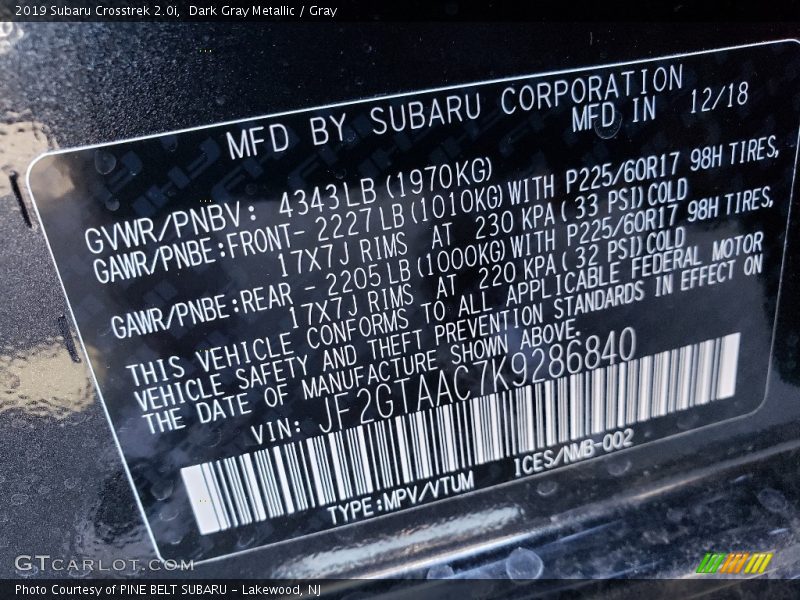 2019 Subaru Crosstrek 2.0i, Dark Gray Metallic / Gray
MFD BY SUBARU CORPORATION
MFD IN 12/18
GVWR/PNBV: 4343LB (1970KG)
GAWR/PNBE:FRONT- 2227 LB (1010KG) WITH P225/60R17 98H TIRES,
17X7J RIMS AT 230 KPA ( 33 PSI) COLD
GAWR/PNBE:REAR - 2205 LB (1000KG) WITH P225/60R17 98H TIRES,
17X7J RIMS AT 220 KPA ( 32 PSI) COLD
THIS VEHICLE CONFORMS TO ALL APPLICABLE FEDERAL MOTOR
VEHICLE SAFETY AND THEFT PREVENTION STANDARDS IN EFFECT ON
THE DATE OF MANUFACTURE SHOWN ABOVE.
VIN: JF2GTAAC7K9286840
TYPE:MPV/VTUM ICES/NMB-002
GTCARLOT.COM
Photo Courtesy of PINE BELT SUBARU - Lakewood, NJ